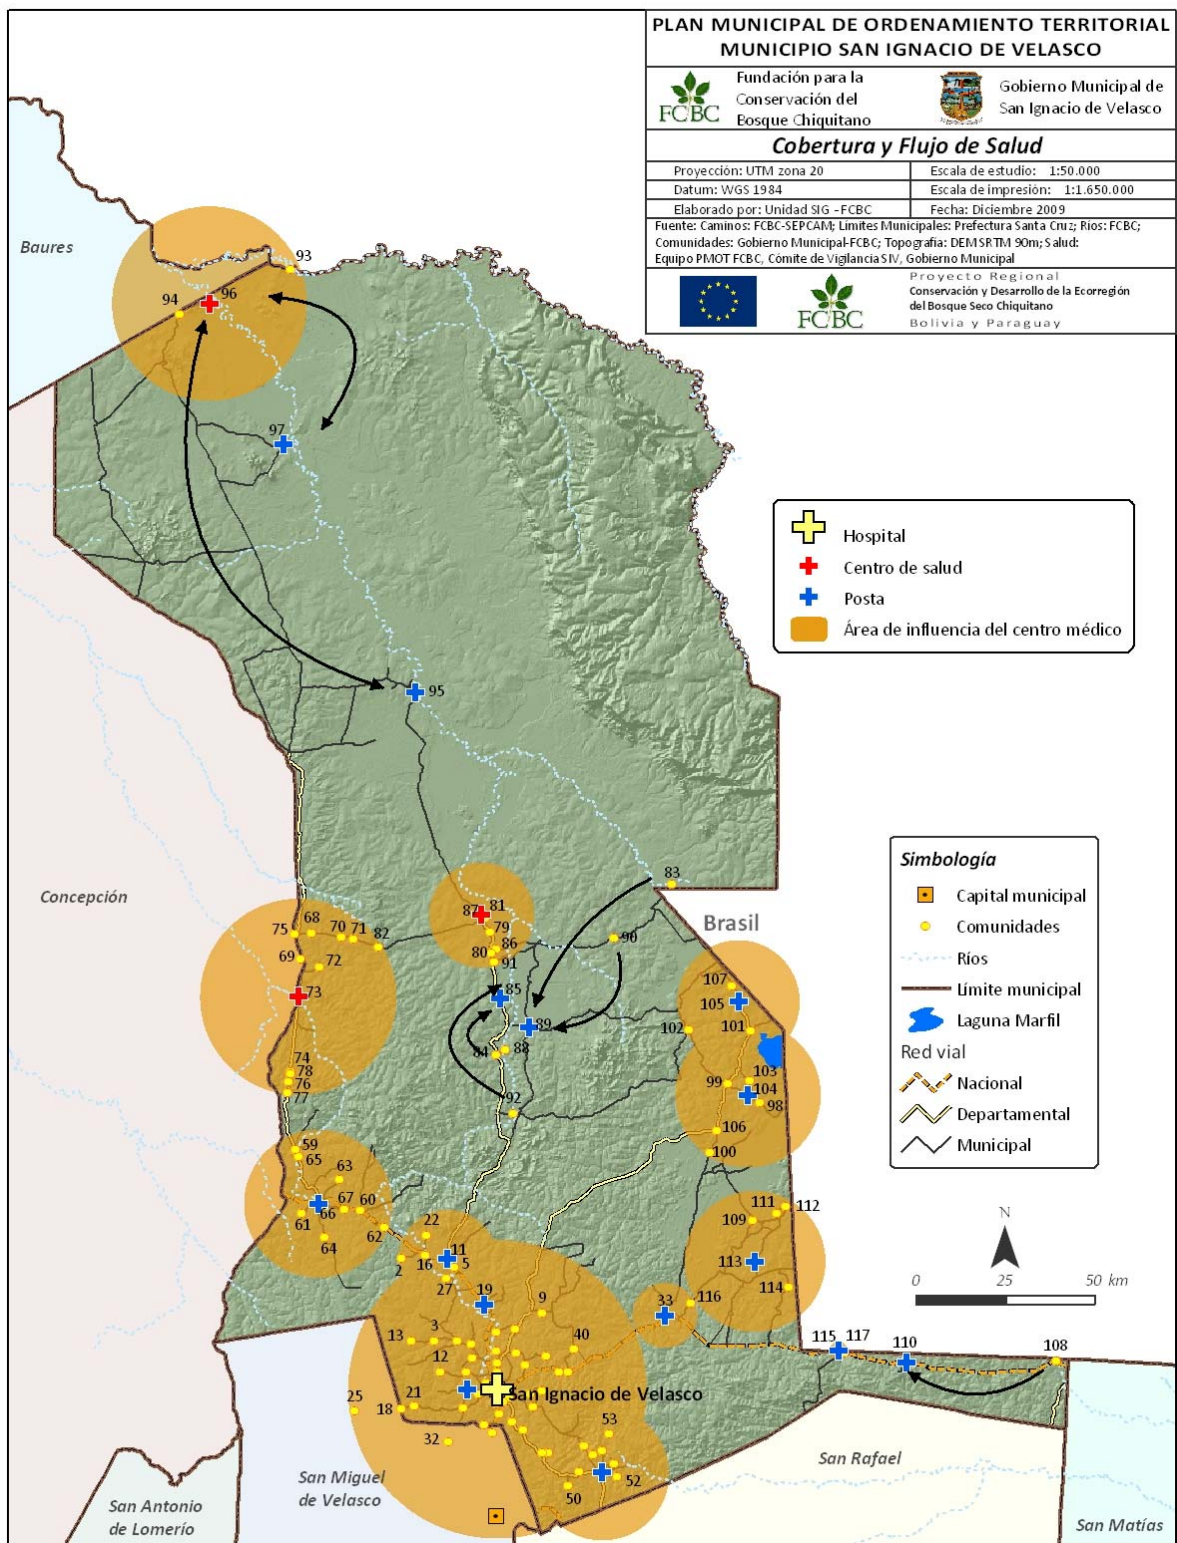 PLAN MUNICIPAL DE ORDENAMIENTO TERRITORIAL
MUNICIPIO SAN IGNACIO DE VELASCO
FCBC
Fundación para la
Conservación del
Bosque Chiquitano
Gobierno Municipal de
San Ignacio de Velasco
Cobertura y Flujo de Salud
Proyección: UTM zona 20
Escala de estudio: 1:50.000
Datum: WGS 1984
Escala de impresión: 1:1.650.000
Elaborado por: Unidad SIG -FCBC
Fecha: Diciembre 2009
Fuente: Caminos: FCBC-SEPCAM; Límites Municipales: Prefectura Santa Cruz; Ríos: FCBC;
Comunidades: Gobierno Municipal-FCBC; Topografía: DEM SRTM 90m; Salud:
Equipo PMOT FCBC, Cómite de Vigilancia SIV, Gobierno Municipal
FCBC
Proyecto Regional
Conservación y Desarrollo de la Ecorregión
del Bosque Seco Chiquitano
Bolivia y Paraguay
Baures
93
96
94
97
Hospital
Centro de salud
Posta
Área de influencia del centro médico
95
83
Simbología
Capital municipal
Comunidades
Ríos
Límite municipal
Laguna Marfil
Red vial
Nacional
Departamental
Municipal
Concepción
Brasil
87
81
79
86
80
91
90
75
68
70
71
82
69
72
73
85
89
84
88
107
105
102
101
74
78
76
77
92
99
103
104
98
106
100
59
65
63
67
60
66
61
64
62
22
11
16
5
2
27
19
111
112
109
113
114
N
0 25 50 km
33
116
9
13
3
40
12
115
117
110
108
San Ignacio de Velasco
25
18
21
32
53
52
50
San Miguel
de Velasco
San Rafael
San Antonio
de Lomerío
San Matías